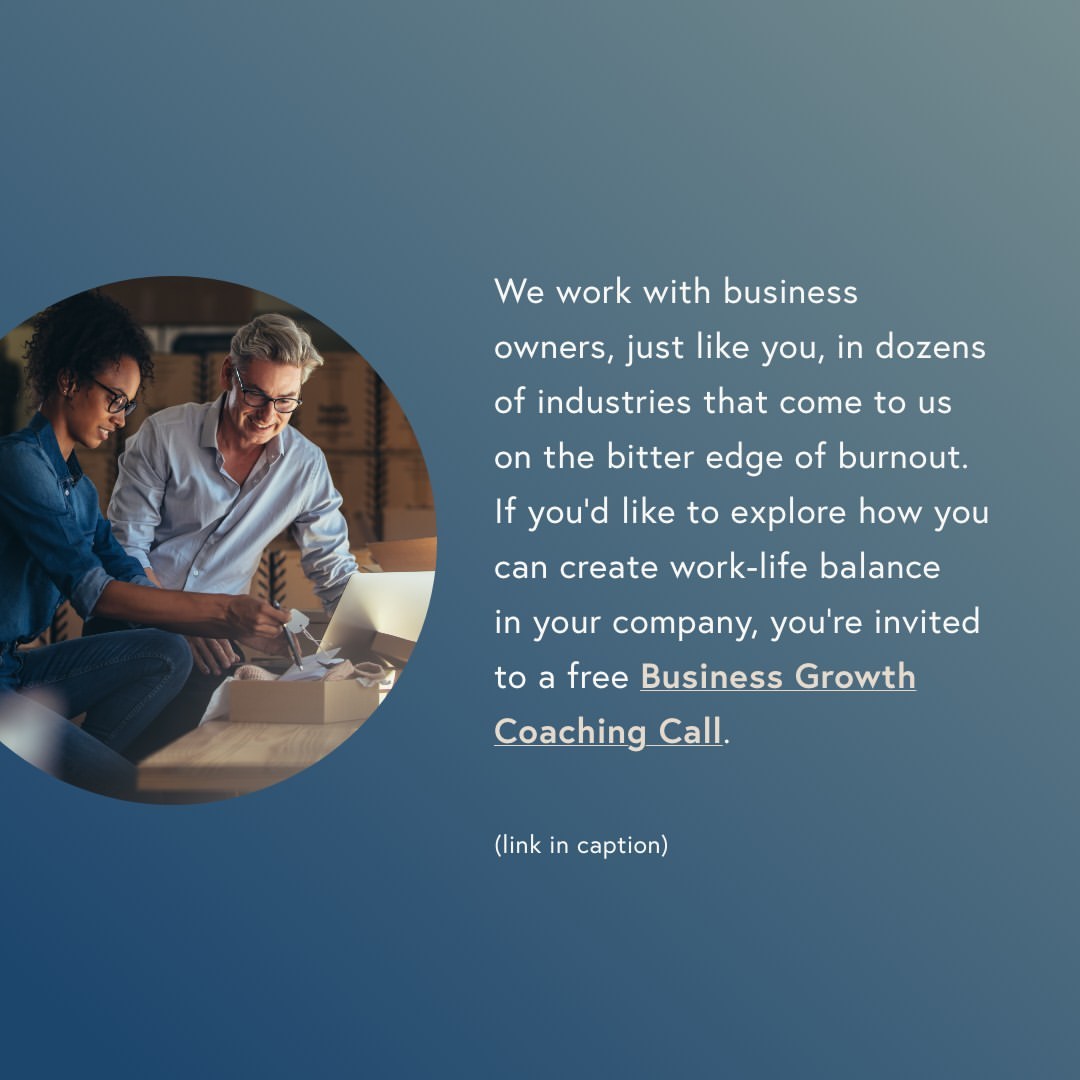 We work with business
owners, just like you, in dozens
of industries that come to us
on the bitter edge of burnout.
If you'd like to explore how you
can create work-life balance
in your company, you're invited
to a free Business Growth
Coaching Call.
(link in caption)